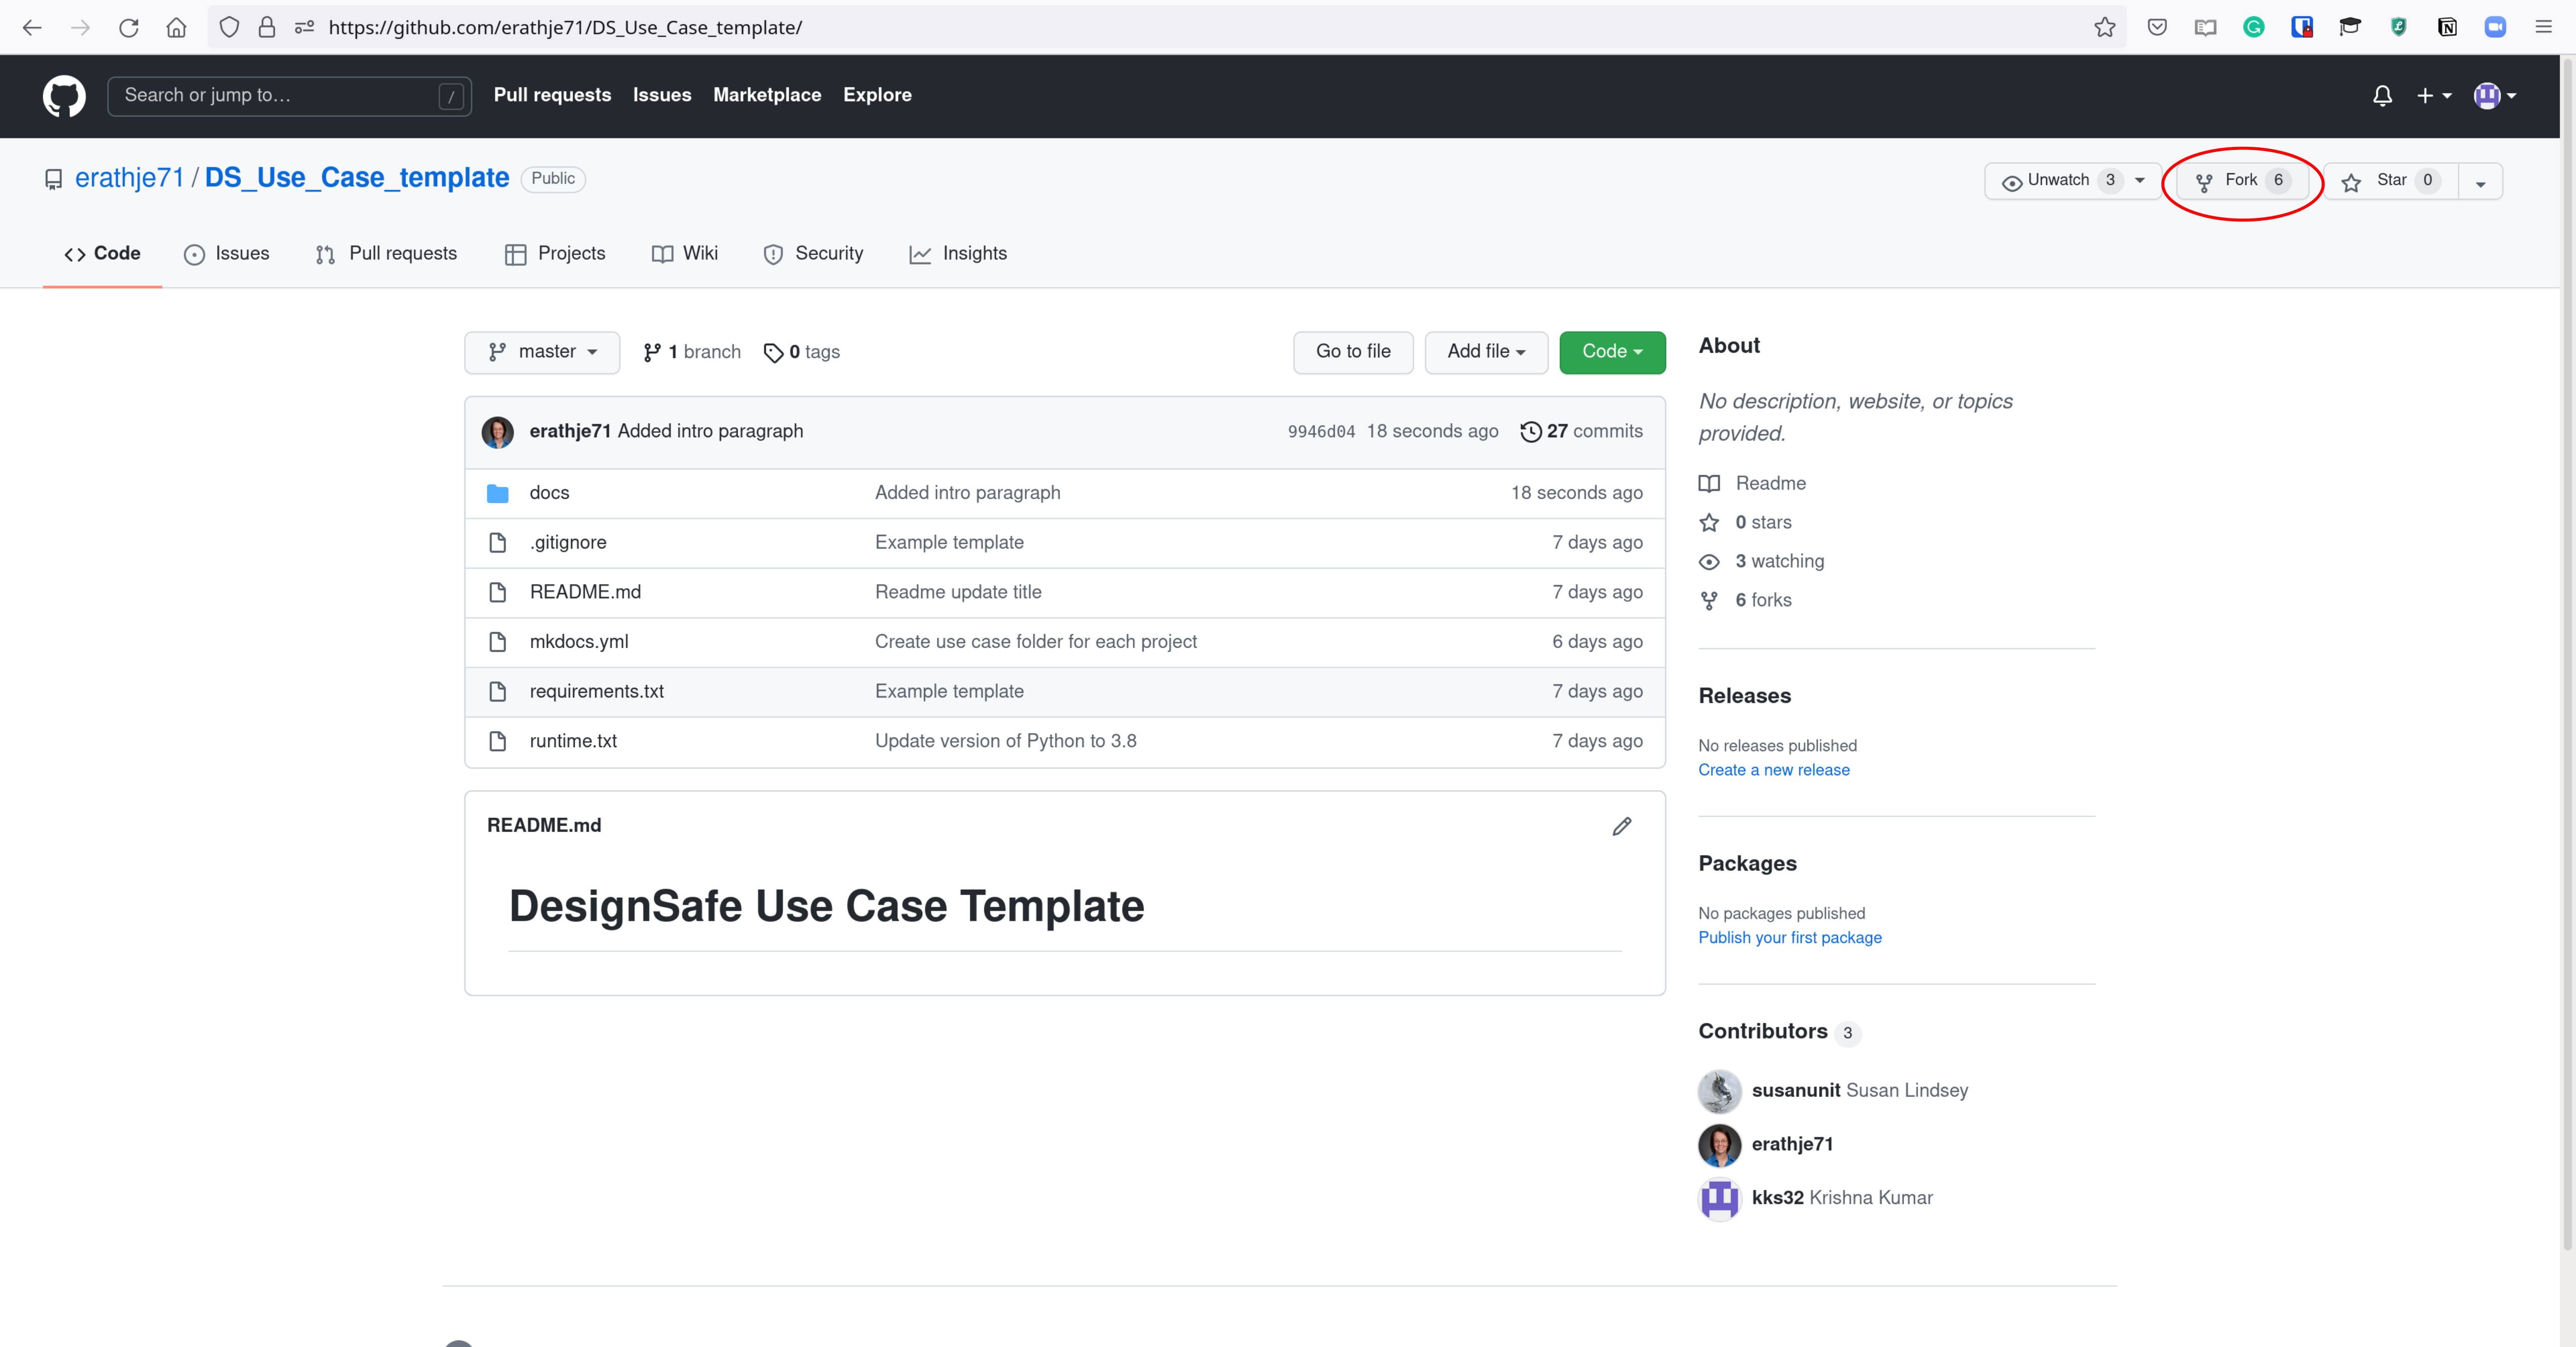 https://github.com/erathje71/DS_Use_Case_template/
Search or jump to… /
Pull requests Issues Marketplace Explore
erathje71 / DS_Use_Case_template Public
Unwatch 3 Fork 6 Star 0
Code Issues Pull requests Projects Wiki Security Insights
master 1 branch 0 tags Go to file Add file Code
erathje71 Added intro paragraph 9946d04 18 seconds ago 27 commits
docs Added intro paragraph 18 seconds ago
.gitignore Example template 7 days ago
README.md Readme update title 7 days ago
mkdocs.yml Create use case folder for each project 6 days ago
requirements.txt Example template 7 days ago
runtime.txt Update version of Python to 3.8 7 days ago
README.md
DesignSafe Use Case Template
About
No description, website, or topics
provided.
Readme
0 stars
3 watching
6 forks
Releases
No releases published
Create a new release
Packages
No packages published
Publish your first package
Contributors 3
susanunit Susan Lindsey
erathje71
kks32 Krishna Kumar